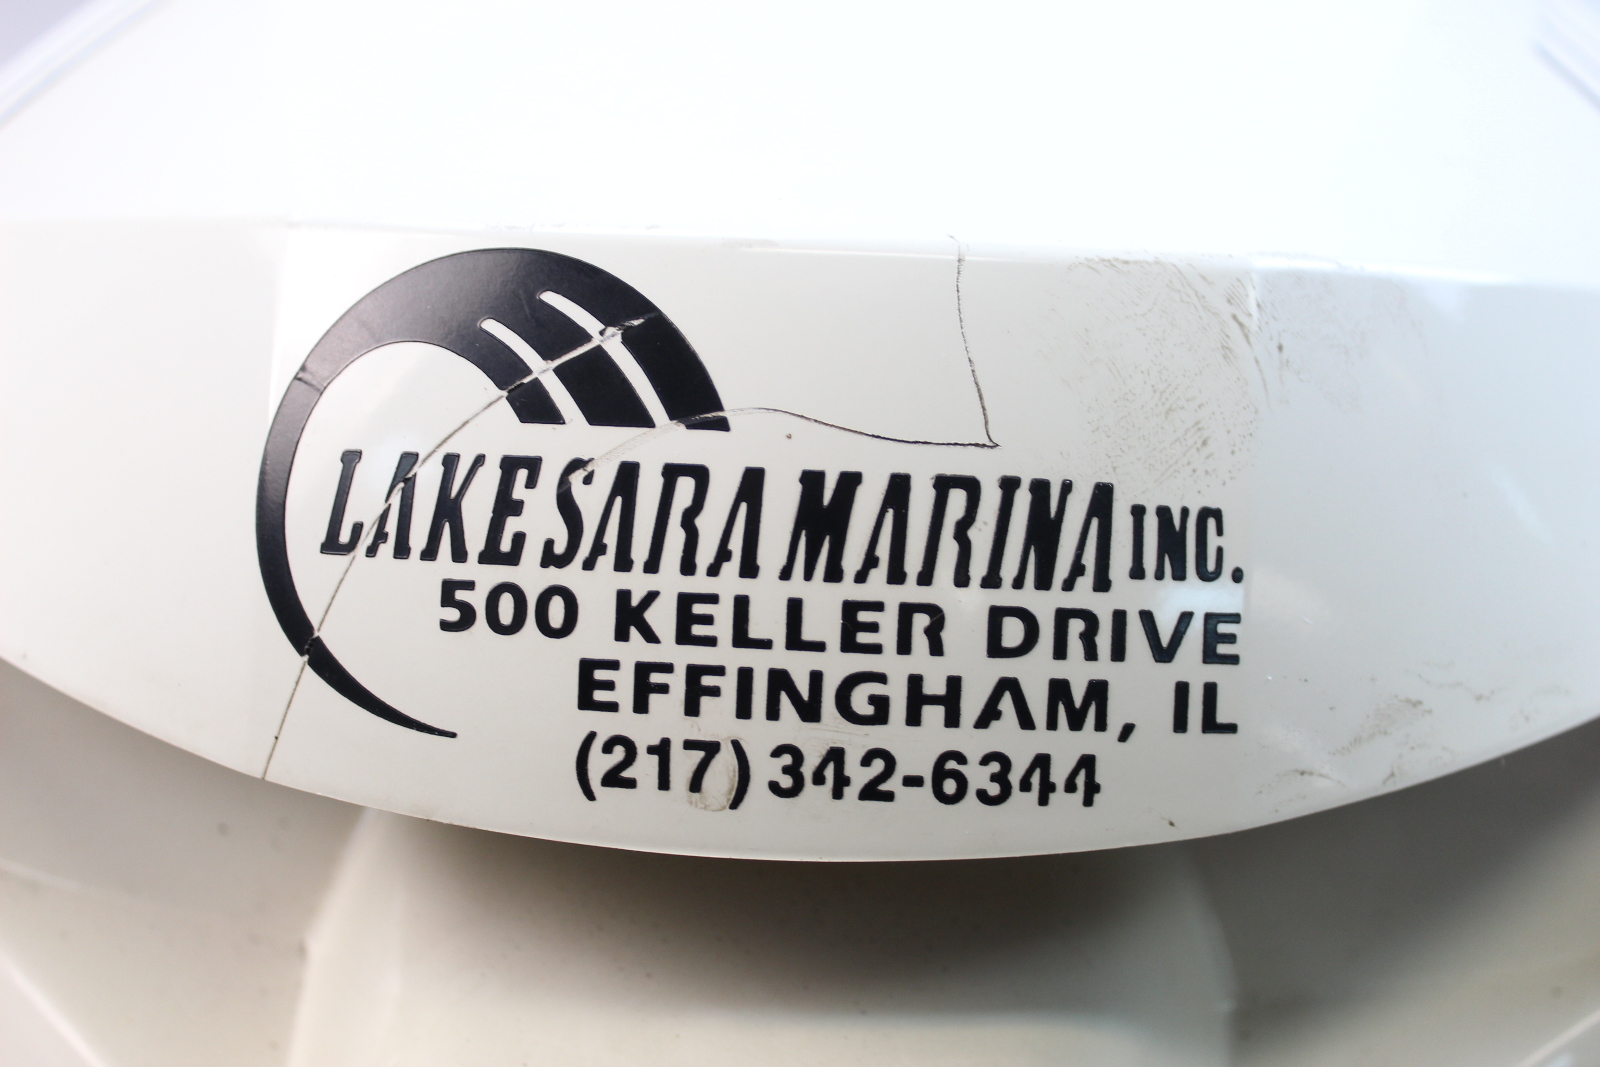 LAKE SARA MARINA INC.
500 KELLER DRIVE
EFFINGHAM, IL
(217) 342-6344